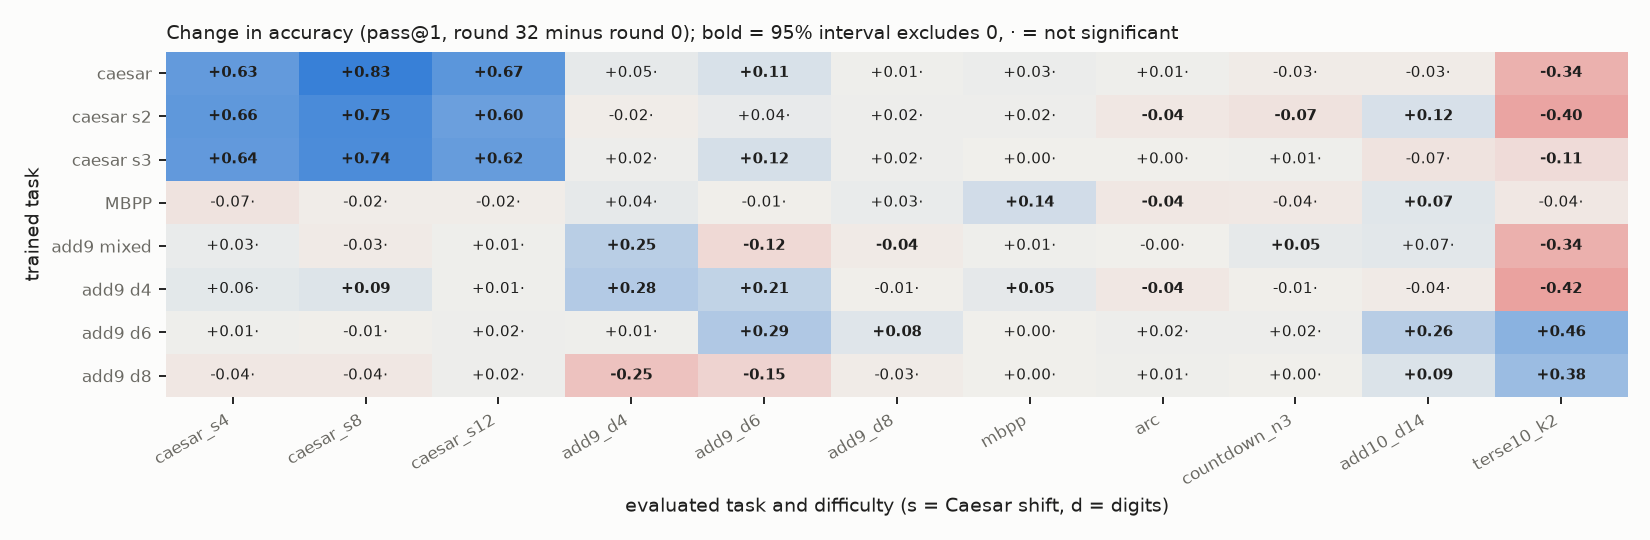 Change in accuracy (pass@1, round 32 minus round 0); bold = 95% interval excludes 0, · = not significant
trained task
caesar +0.63 +0.83 +0.67 +0.05· +0.11 +0.01· +0.03· +0.01· -0.03· -0.03· -0.34
caesar s2 +0.66 +0.75 +0.60 -0.02· +0.04· +0.02· +0.02· -0.04 -0.07 +0.12 -0.40
caesar s3 +0.64 +0.74 +0.62 +0.02· +0.12 +0.02· +0.00· +0.00· +0.01· -0.07· -0.11
MBPP -0.07· -0.02· -0.02· +0.04· -0.01· +0.03· +0.14 -0.04 -0.04· +0.07 -0.04·
add9 mixed +0.03· -0.03· +0.01· +0.25 -0.12 -0.04 +0.01· -0.00· +0.05 +0.07· -0.34
add9 d4 +0.06· +0.09 +0.01· +0.28 +0.21 -0.01· +0.05 -0.04 -0.01· -0.04· -0.42
add9 d6 +0.01· -0.01· +0.02· +0.01· +0.29 +0.08 +0.00· +0.02· +0.02· +0.26 +0.46
add9 d8 -0.04· -0.04· +0.02· -0.25 -0.15 -0.03· +0.00· +0.01· +0.00· +0.09 +0.38
caesar_s4 caesar_s8 caesar_s12 add9_d4 add9_d6 add9_d8 mbpp arc countdown_n3 add10_d14 terse10_k2
evaluated task and difficulty (s = Caesar shift, d = digits)